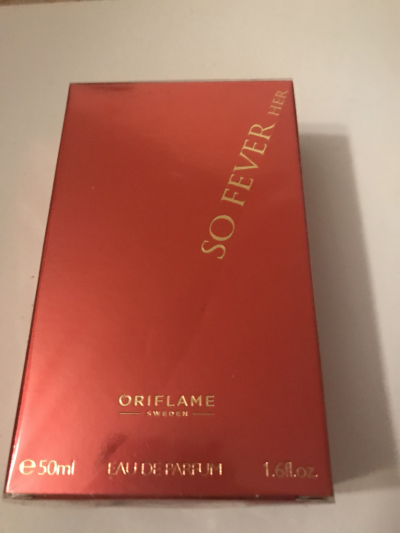 SO FEVER HER
ORIFLAME
SWEDEN
℮50ml EAU DE PARFUM 1.6fl.oz.